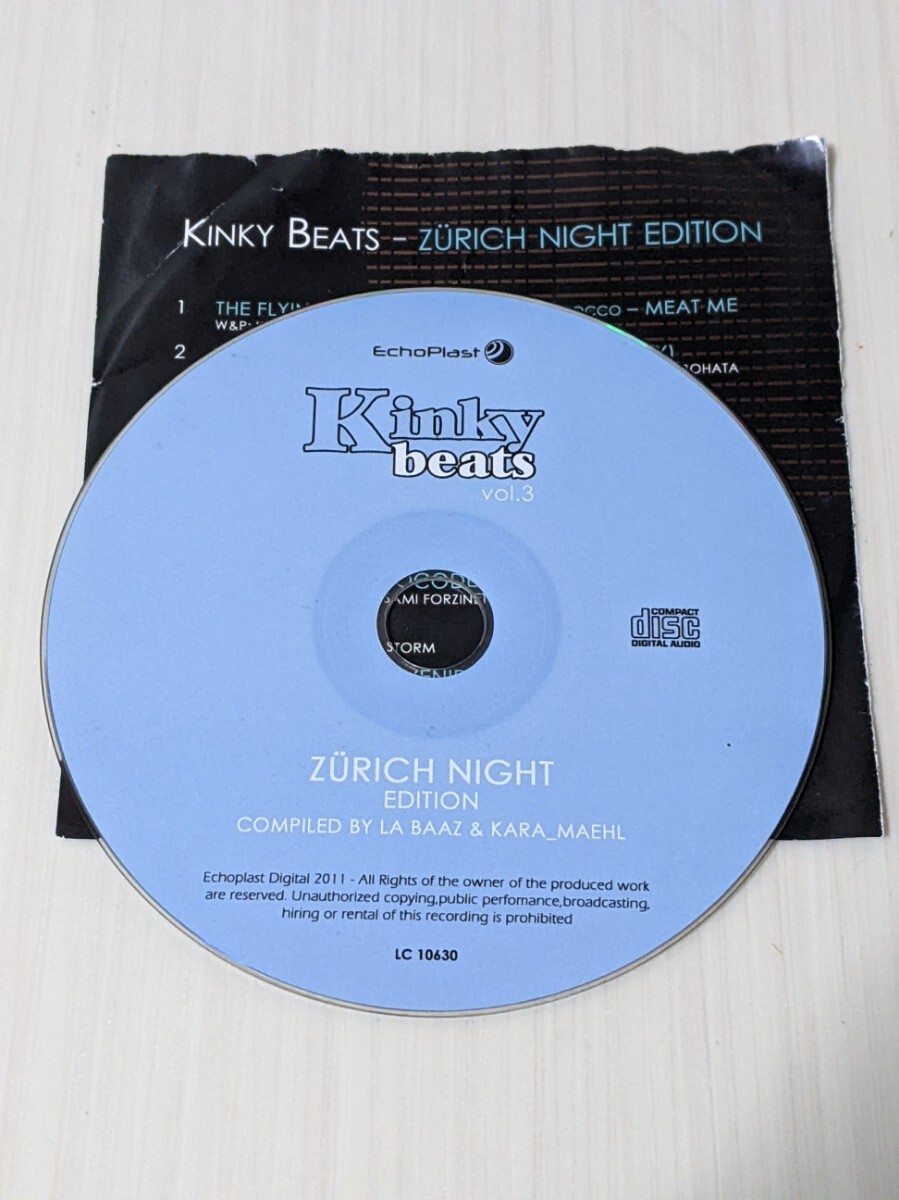 KINKY BEATS – ZÜRICH NIGHT EDITION
1 THE – MEAT ME
W&P:
2
EchoPlast
Kinky
beats
vol.3
SAMI
STORM
COMPACT
disc
DIGITAL AUDIO
ZÜRICH NIGHT
EDITION
COMPILED BY LA BAAZ & KARA_MAEHL
Echoplast Digital 2011 - All Rights of the owner of the produced work
are reserved. Unauthorized copying,public perfomance,broadcasting,
hiring or rental of this recording is prohibited
LC 10630